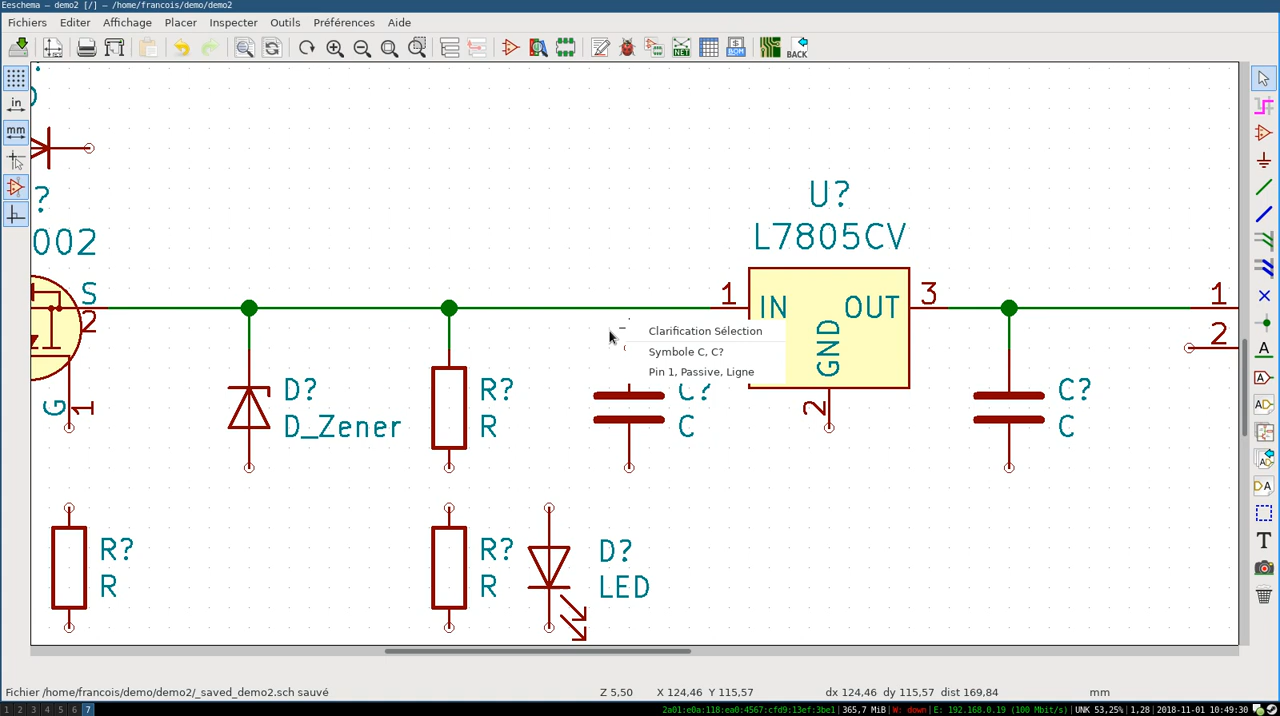 Eeschema — demo2 [/] — /home/francois/demo/demo2
Fichiers Editer Affichage Placer Inspecter Outils Préférences Aide
NET
BOM
BACK
in
mm
?
002
S
2
G
1
U?
L7805CV
1
IN
OUT
3
GND
2
1
2
Clarification Sélection
Symbole C, C?
Pin 1, Passive, Ligne
D?
D_Zener
R?
R
C?
C
C?
C
R?
R
R?
R
D?
LED
A
A
AD
DA
T
Fichier /home/francois/demo/demo2/_saved_demo2.sch sauvé
Z 5,50
X 124,46 Y 115,57
dx 124,46 dy 115,57 dist 169,84
mm
1 2 3 4 5 6 7
2a01:e0a:118:ea0:4567:cfd9:13ef:3be1 | 365,7 MiB | W: down | E: 192.168.0.19 (100 Mbit/s) | UNK 53,25% | 1,28 | 2018-11-01 10:49:30